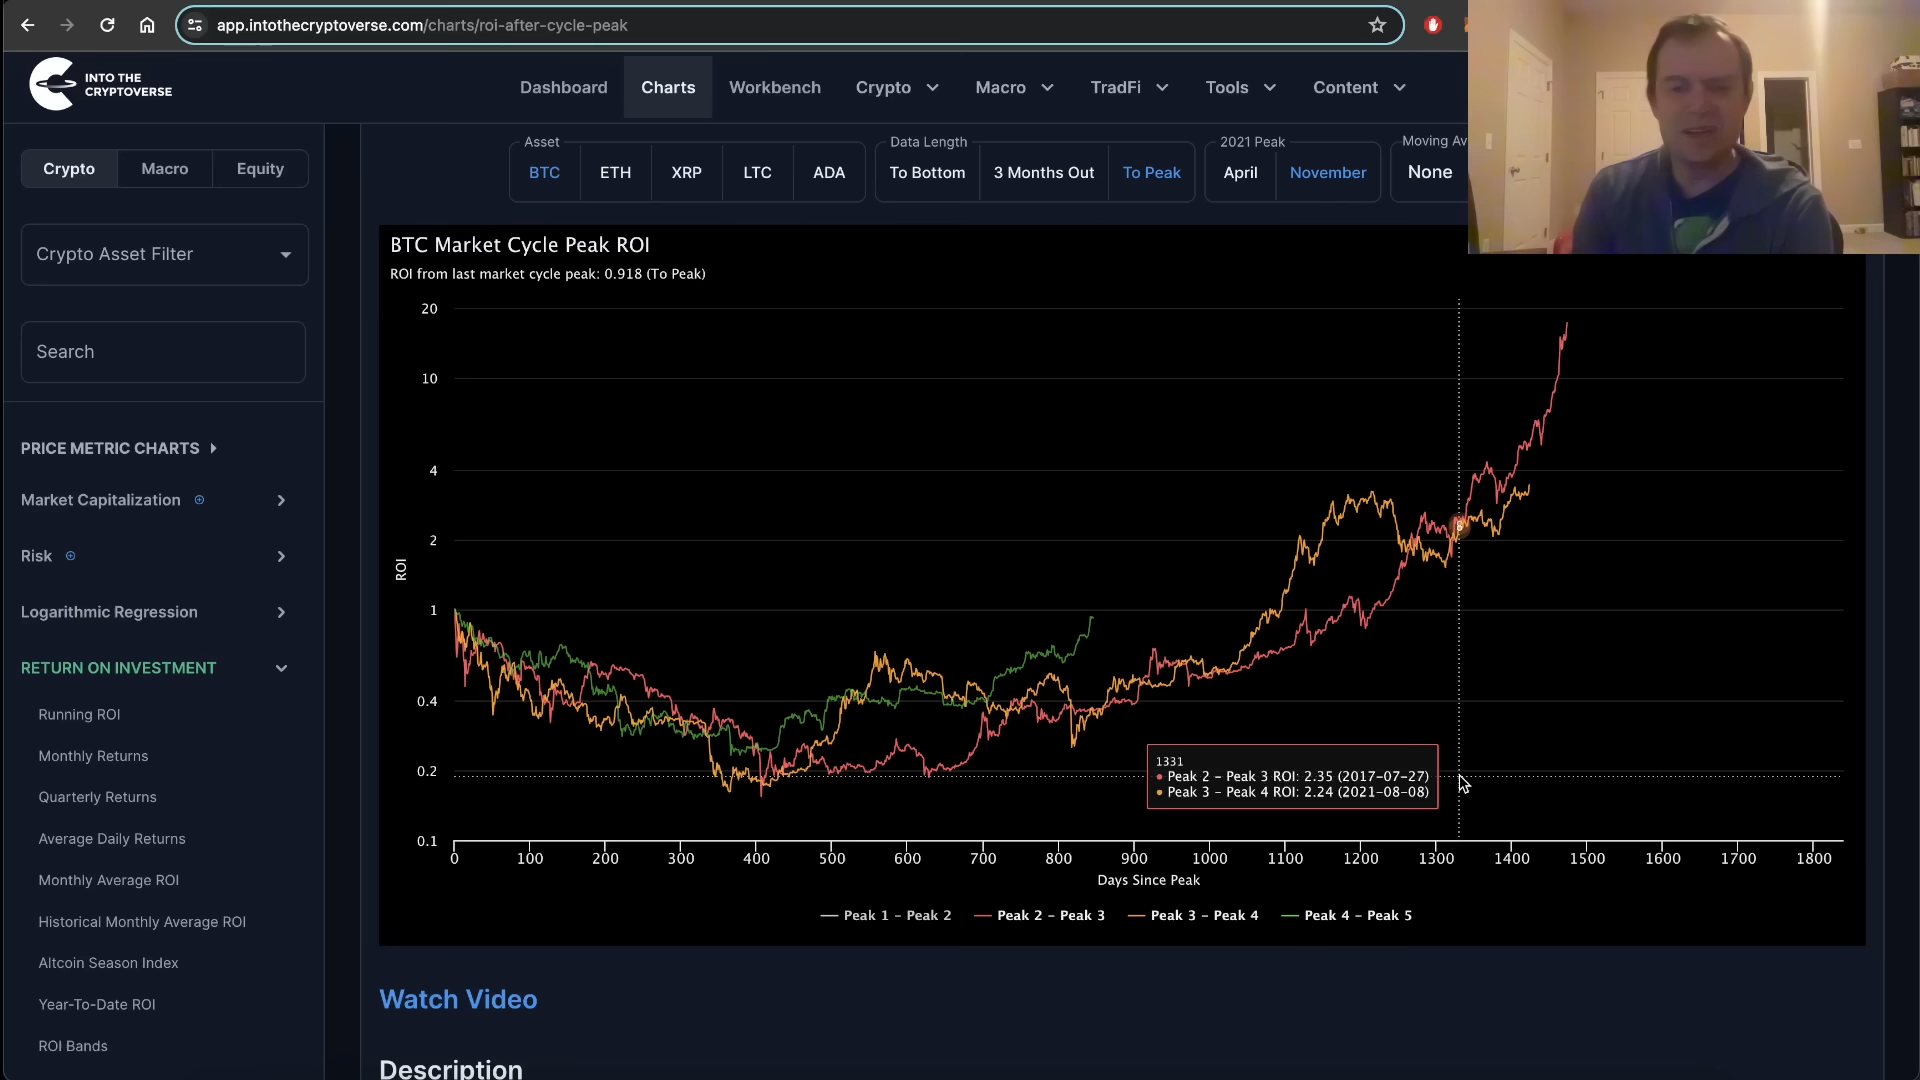 app.intothecryptoverse.com/charts/roi-after-cycle-peak
INTO THE
CRYPTOVERSE
Dashboard
Charts
Workbench
Crypto
Macro
TradFi
Tools
Content
Crypto
Macro
Equity
Crypto Asset Filter
Search
PRICE METRIC CHARTS
Market Capitalization
Risk
Logarithmic Regression
RETURN ON INVESTMENT
Running ROI
Monthly Returns
Quarterly Returns
Average Daily Returns
Monthly Average ROI
Historical Monthly Average ROI
Altcoin Season Index
Year-To-Date ROI
ROI Bands
Asset
BTC
ETH
XRP
LTC
ADA
Data Length
To Bottom
3 Months Out
To Peak
2021 Peak
April
November
Moving Av
None
BTC Market Cycle Peak ROI
ROI from last market cycle peak: 0.918 (To Peak)
20
10
4
2
1
0.4
0.2
0.1
ROI
1331
Peak 2 - Peak 3 ROI: 2.35 (2017-07-27)
Peak 3 - Peak 4 ROI: 2.24 (2021-08-08)
0 100 200 300 400 500 600 700 800 900 1000 1100 1200 1300 1400 1500 1600 1700 1800
Days Since Peak
Peak 1 - Peak 2
Peak 2 - Peak 3
Peak 3 - Peak 4
Peak 4 - Peak 5
Watch Video
Description